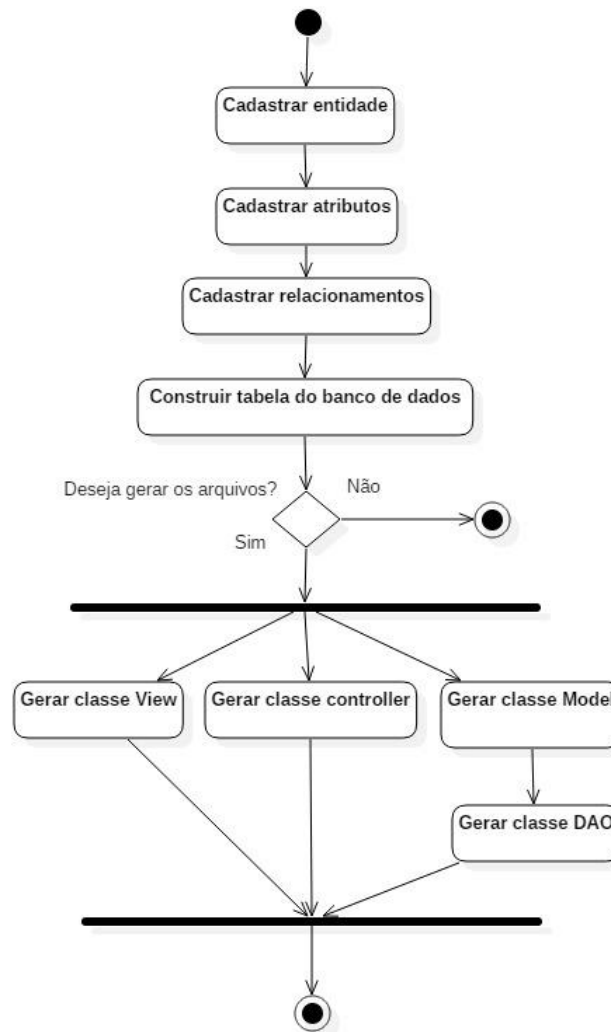 Cadastrar entidade
Cadastrar atributos
Cadastrar relacionamentos
Construir tabela do banco de dados
Deseja gerar os arquivos?
Não
Sim
Gerar classe View
Gerar classe controller
Gerar classe Model
Gerar classe DAO